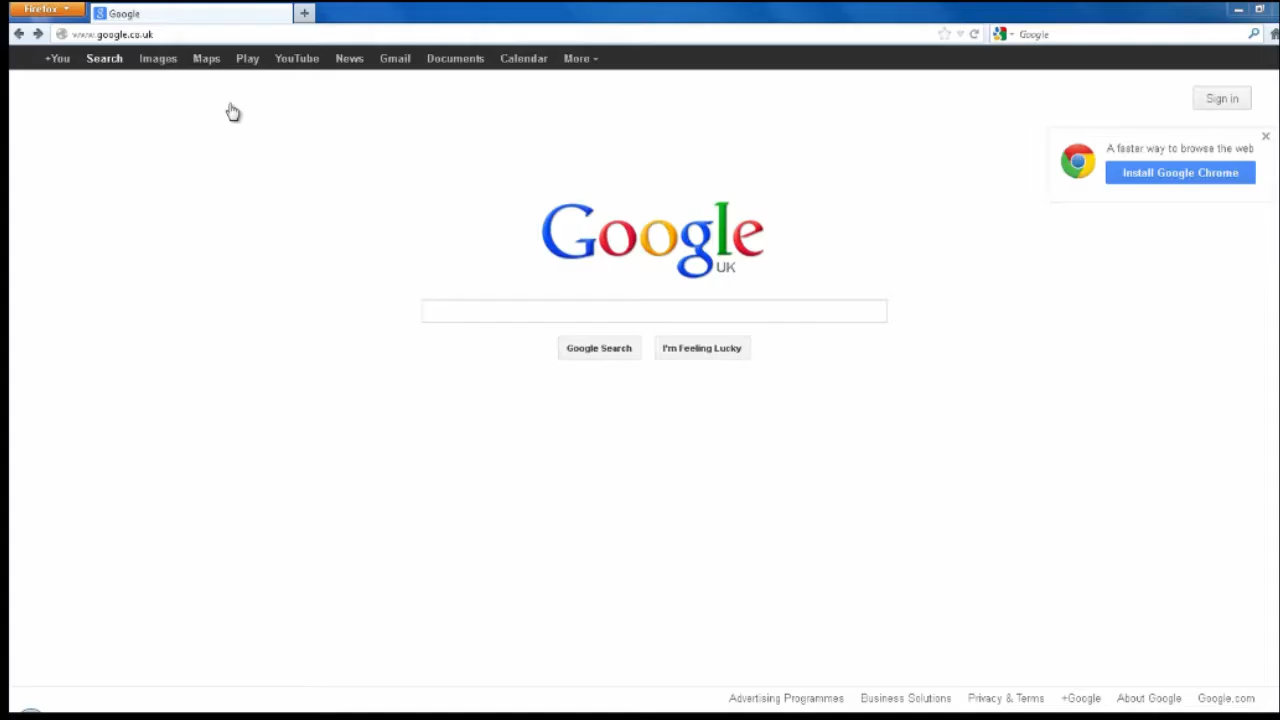 Firefox
Google
www.google.co.uk
Google
+You Search Images Maps Play YouTube News Gmail Documents Calendar More
Sign in
A faster way to browse the web
Install Google Chrome
Google
UK
Google Search I'm Feeling Lucky
Advertising Programmes Business Solutions Privacy & Terms +Google About Google Google.com